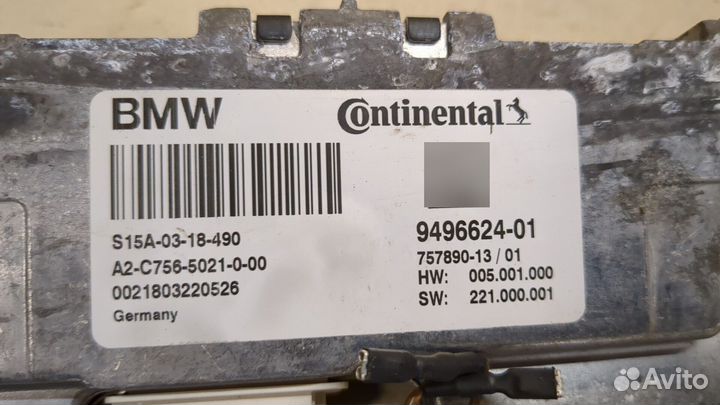 BMW
Continental
S15A-03-18-490
A2-C756-5021-0-00
0021803220526
Germany
9496624-01
757890-13 / 01
HW: 005.001.000
SW: 221.000.001
Avito